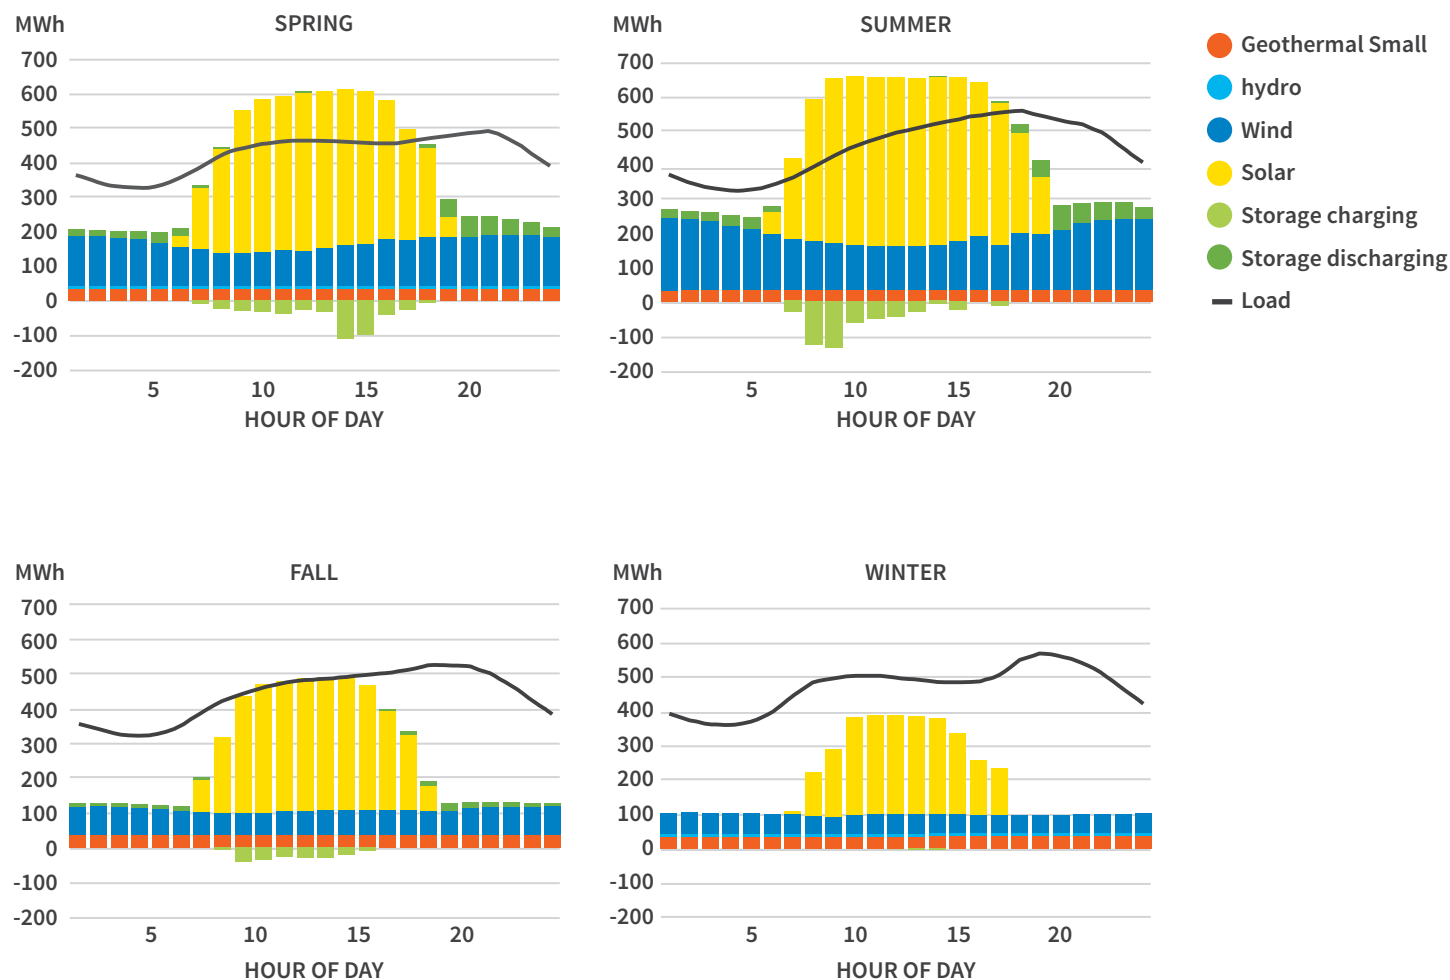 MWh
SPRING
700
600
500
400
300
200
100
0
-100
-200
5 10 15 20
HOUR OF DAY
MWh
SUMMER
700
600
500
400
300
200
100
0
-100
-200
5 10 15 20
HOUR OF DAY
Geothermal Small
hydro
Wind
Solar
Storage charging
Storage discharging
Load
MWh
FALL
700
600
500
400
300
200
100
0
-100
-200
5 10 15 20
HOUR OF DAY
MWh
WINTER
700
600
500
400
300
200
100
0
-100
-200
5 10 15 20
HOUR OF DAY